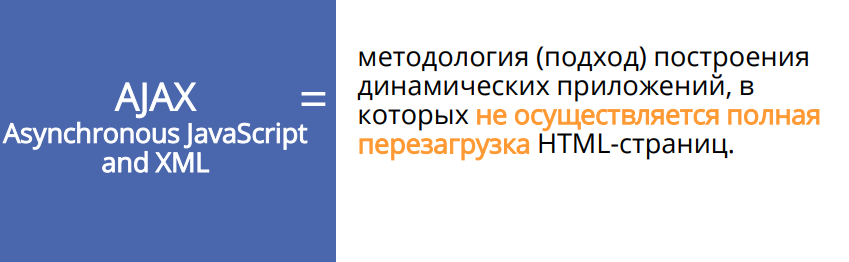 AJAX
Asynchronous JavaScript
and XML
=
методология (подход) построения
динамических приложений, в
которых не осуществляется полная
перезагрузка HTML-страниц.